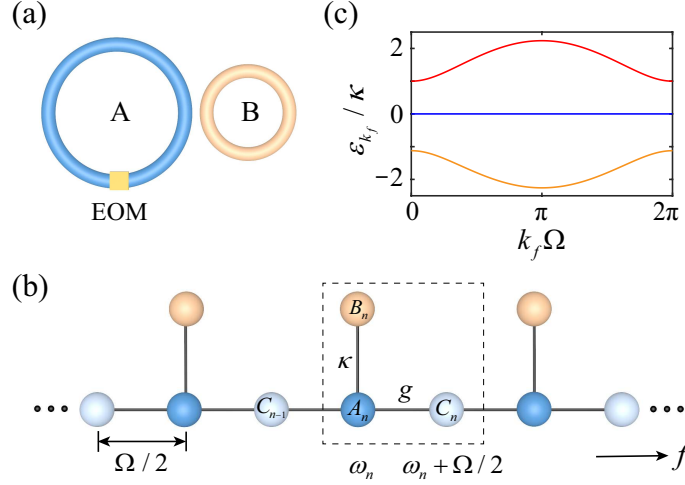 (a)
A
B
EOM
(c)
ε_{k_f} / κ
2
0
−2
0
π
2π
k_f Ω
(b)
B_n
κ
g
C_{n−1}
A_n
C_n
Ω / 2
ω_n
ω_n + Ω/2
f